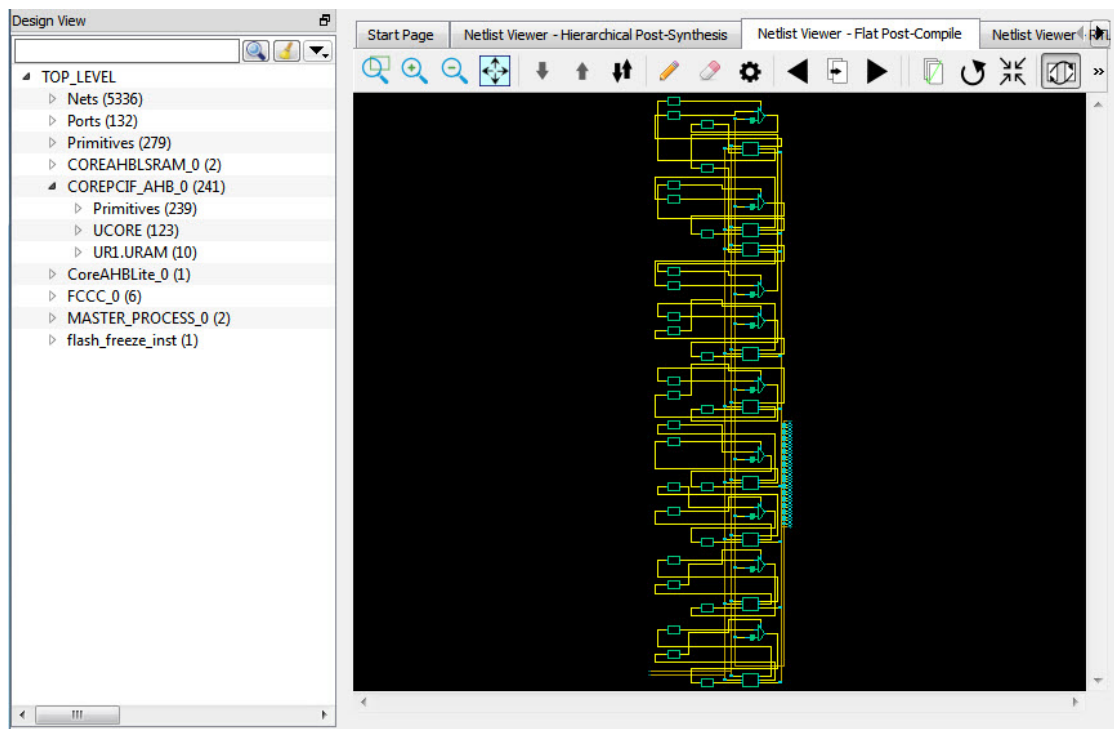 Design View
Start Page
Netlist Viewer - Hierarchical Post-Synthesis
Netlist Viewer - Flat Post-Compile
Netlist Viewer
TOP_LEVEL
Nets (5336)
Ports (132)
Primitives (279)
COREAHBLSRAM_0 (2)
COREPCIF_AHB_0 (241)
Primitives (239)
UCORE (123)
UR1.URAM (10)
CoreAHBLite_0 (1)
FCCC_0 (6)
MASTER_PROCESS_0 (2)
flash_freeze_inst (1)